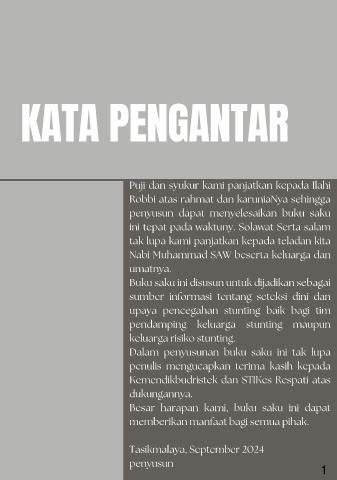 KATA PENGANTAR
Puji dan syukur kami panjatkan kepada Ilahi
Robbi atas rahmat dan karuniaNya sehingga
penyusun dapat menyelesaikan buku saku
ini tepat pada waktuny. Solawat Serta salam
tak lupa kami panjatkan kepada teladan kita
Nabi Muhammad SAW beserta keluarga dan
umatnya.
Buku saku ini disusun untuk dijadikan sebagai
sumber informasi tentang seteksi dini dan
upaya pencegahan stunting baik bagi tim
pendamping keluarga stunting maupun
keluarga risiko stunting.
Dalam penyusunan buku saku ini tak lupa
penulis mengucapkan terima kasih kepada
Kemendikbudristek dan STIKes Respati atas
dukungannya.
Besar harapan kami, buku saku ini dapat
memberikan manfaat bagi semua pihak.
Tasikmalaya, September 2024
penyusun
1